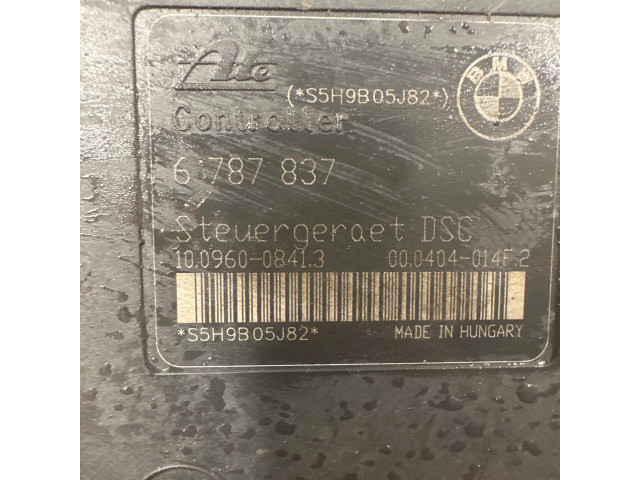 Ate
(*S5H9B05J82*)
BMW
Controller
6 787 837
Steuergeraet DSC
10.0960-0841.3 00.0404-014F.2
*S5H9B05J82* MADE IN HUNGARY